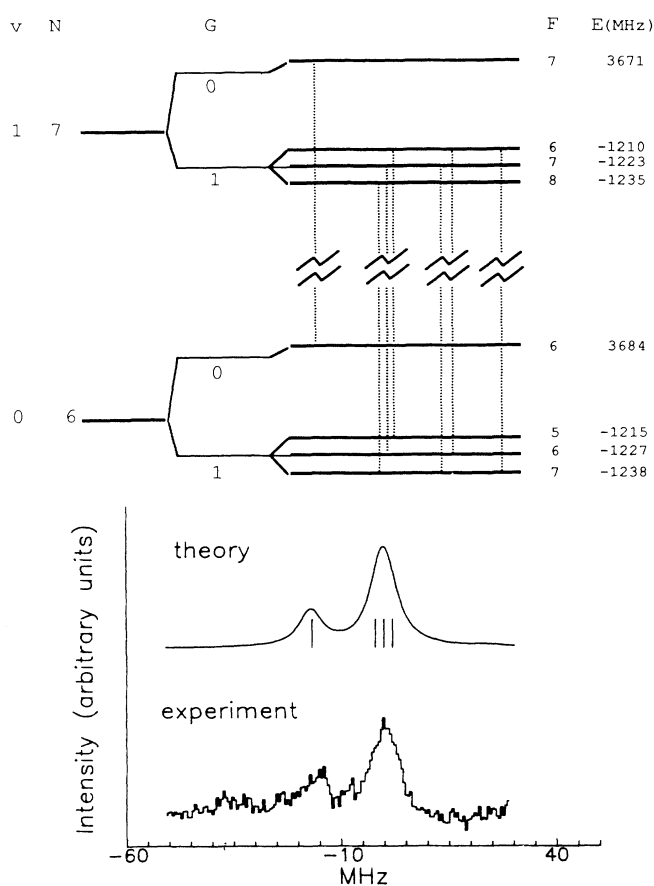 v N G F E(MHz)
0 7 3671
1 7
6 -1210
7 -1223
1 8 -1235
0 6 3684
0 6
5 -1215
6 -1227
1 7 -1238
theory
experiment
Intensity (arbitrary units)
-60 -10 40
MHz